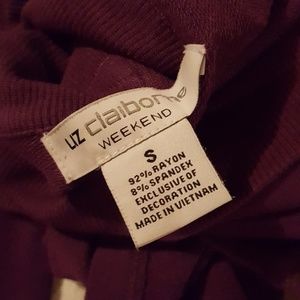 LIZ claiborne
WEEKEND
S
92% RAYON
8% SPANDEX
EXCLUSIVE OF
DECORATION
MADE IN VIETNAM